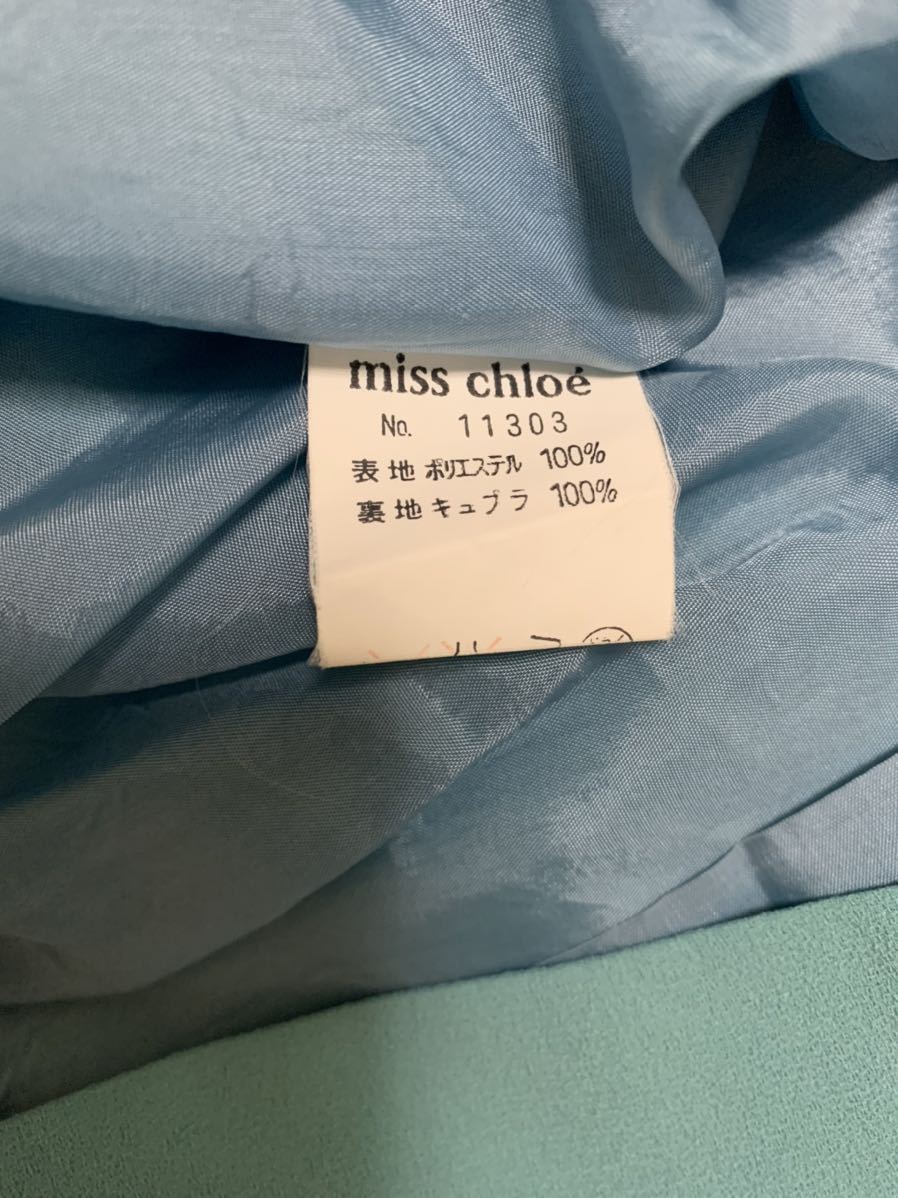 miss chloé
No. 11303
表地 ポリエステル 100%
裏地 キュプラ 100%